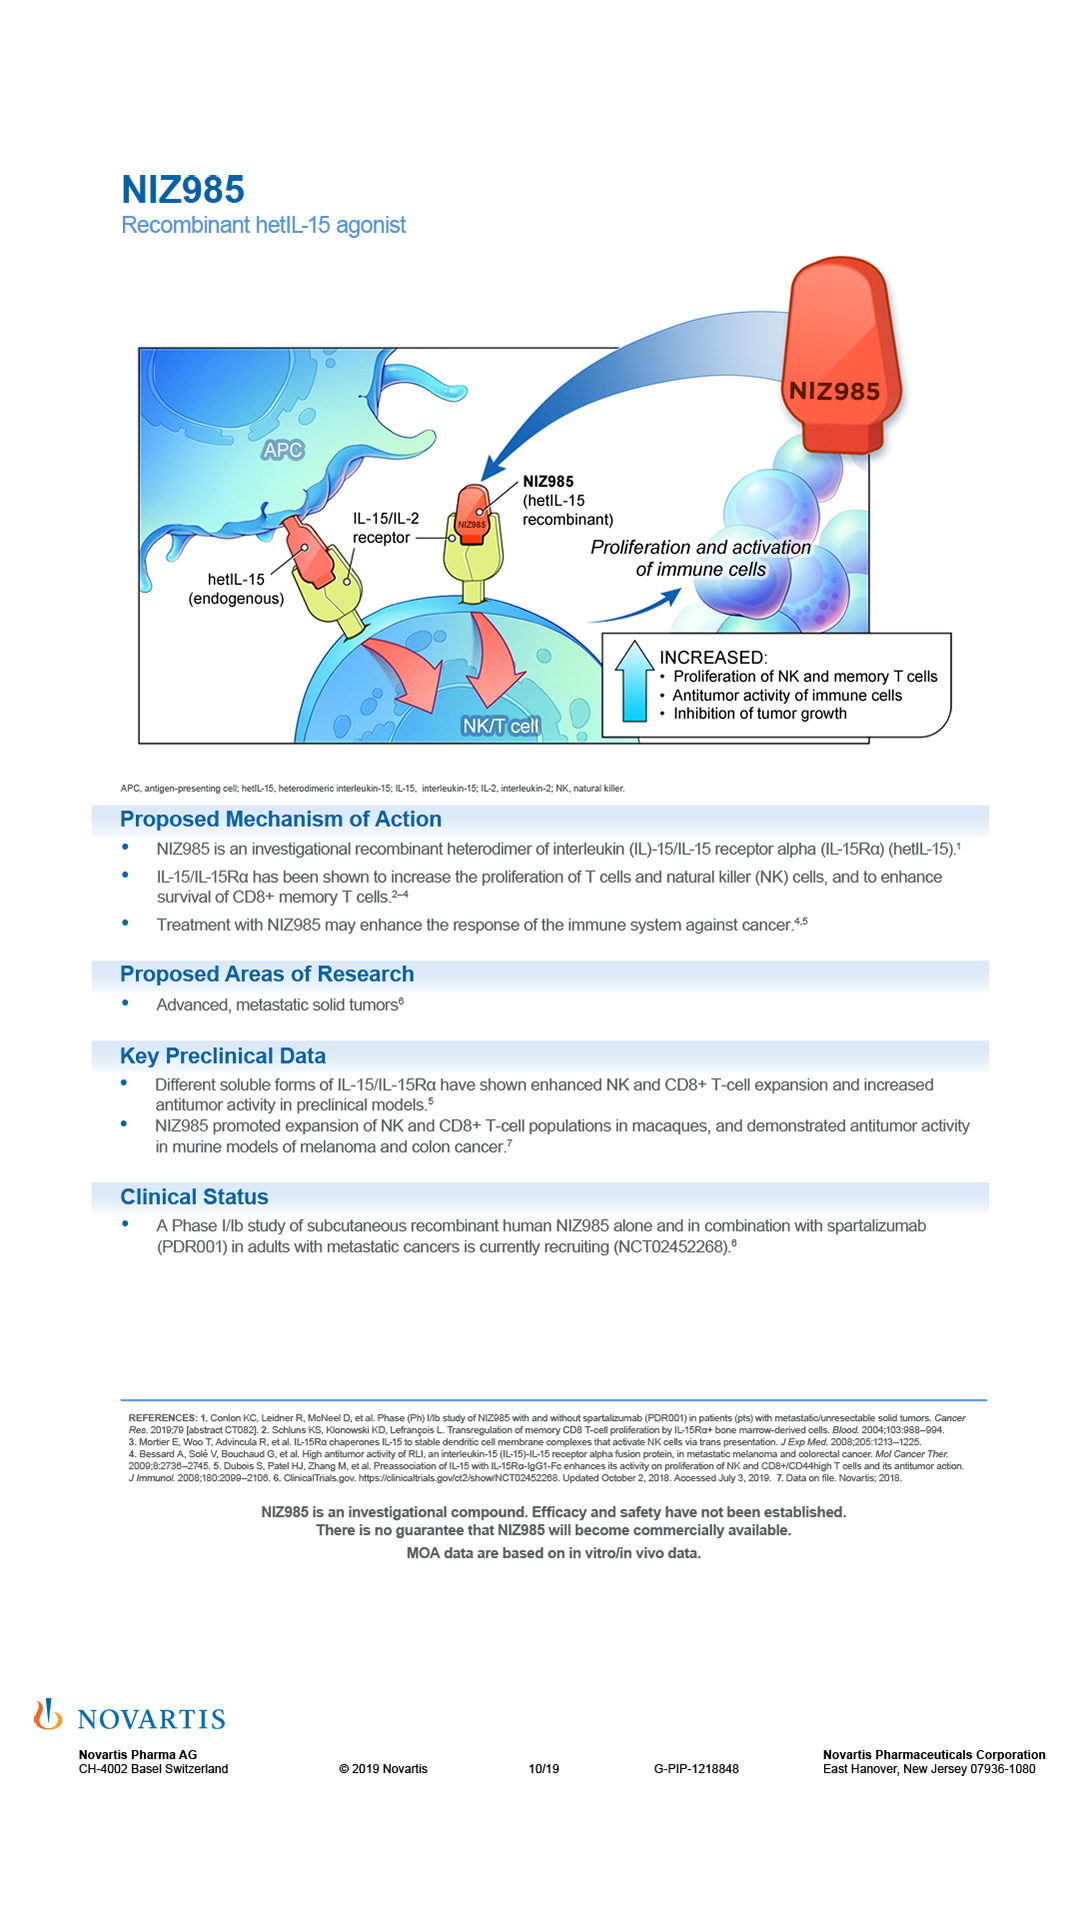 NIZ985
Recombinant hetIL-15 agonist
NIZ985
APC
NIZ985
(hetIL-15
recombinant)
IL-15/IL-2
receptor
NIZ985
Proliferation and activation
of immune cells
hetIL-15
(endogenous)
NK/T cell
INCREASED:
• Proliferation of NK and memory T cells
• Antitumor activity of immune cells
• Inhibition of tumor growth
APC, antigen-presenting cell; hetIL-15, heterodimeric interleukin-15; IL-15, interleukin-15; IL-2, interleukin-2; NK, natural killer.
Proposed Mechanism of Action
• NIZ985 is an investigational recombinant heterodimer of interleukin (IL)-15/IL-15 receptor alpha (IL-15Rα) (hetIL-15).¹
• IL-15/IL-15Rα has been shown to increase the proliferation of T cells and natural killer (NK) cells, and to enhance
survival of CD8+ memory T cells.²⁻⁴
• Treatment with NIZ985 may enhance the response of the immune system against cancer.⁴,⁵
Proposed Areas of Research
• Advanced, metastatic solid tumors⁶
Key Preclinical Data
• Different soluble forms of IL-15/IL-15Rα have shown enhanced NK and CD8+ T-cell expansion and increased
antitumor activity in preclinical models.⁵
• NIZ985 promoted expansion of NK and CD8+ T-cell populations in macaques, and demonstrated antitumor activity
in murine models of melanoma and colon cancer.⁷
Clinical Status
• A Phase I/Ib study of subcutaneous recombinant human NIZ985 alone and in combination with spartalizumab
(PDR001) in adults with metastatic cancers is currently recruiting (NCT02452268).⁶
REFERENCES: 1. Conlon KC, Leidner R, McNeel D, et al. Phase (Ph) I/Ib study of NIZ985 with and without spartalizumab (PDR001) in patients (pts) with metastatic/unresectable solid tumors. Cancer
Res. 2019;79 [abstract CT082]. 2. Schluns KS, Klonowski KD, Lefrançois L. Transregulation of memory CD8 T-cell proliferation by IL-15Rα+ bone marrow-derived cells. Blood. 2004;103:988–994.
3. Mortier E, Woo T, Advincula R, et al. IL-15Rα chaperones IL-15 to stable dendritic cell membrane complexes that activate NK cells via trans presentation. J Exp Med. 2008;205:1213–1225.
4. Bessard A, Solé V, Bouchaud G, et al. High antitumor activity of RLI, an interleukin-15 (IL-15)-IL-15 receptor alpha fusion protein, in metastatic melanoma and colorectal cancer. Mol Cancer Ther.
2009;8:2736–2745. 5. Dubois S, Patel HJ, Zhang M, et al. Preassociation of IL-15 with IL-15Rα-IgG1-Fc enhances its activity on proliferation of NK and CD8+/CD44high T cells and its antitumor action.
J Immunol. 2008;180:2099–2106. 6. ClinicalTrials.gov. https://clinicaltrials.gov/ct2/show/NCT02452268. Updated October 2, 2018. Accessed July 3, 2019. 7. Data on file. Novartis; 2018.
NIZ985 is an investigational compound. Efficacy and safety have not been established.
There is no guarantee that NIZ985 will become commercially available.
MOA data are based on in vitro/in vivo data.
NOVARTIS
Novartis Pharma AG
CH-4002 Basel Switzerland
© 2019 Novartis
10/19
G-PIP-1218848
Novartis Pharmaceuticals Corporation
East Hanover, New Jersey 07936-1080